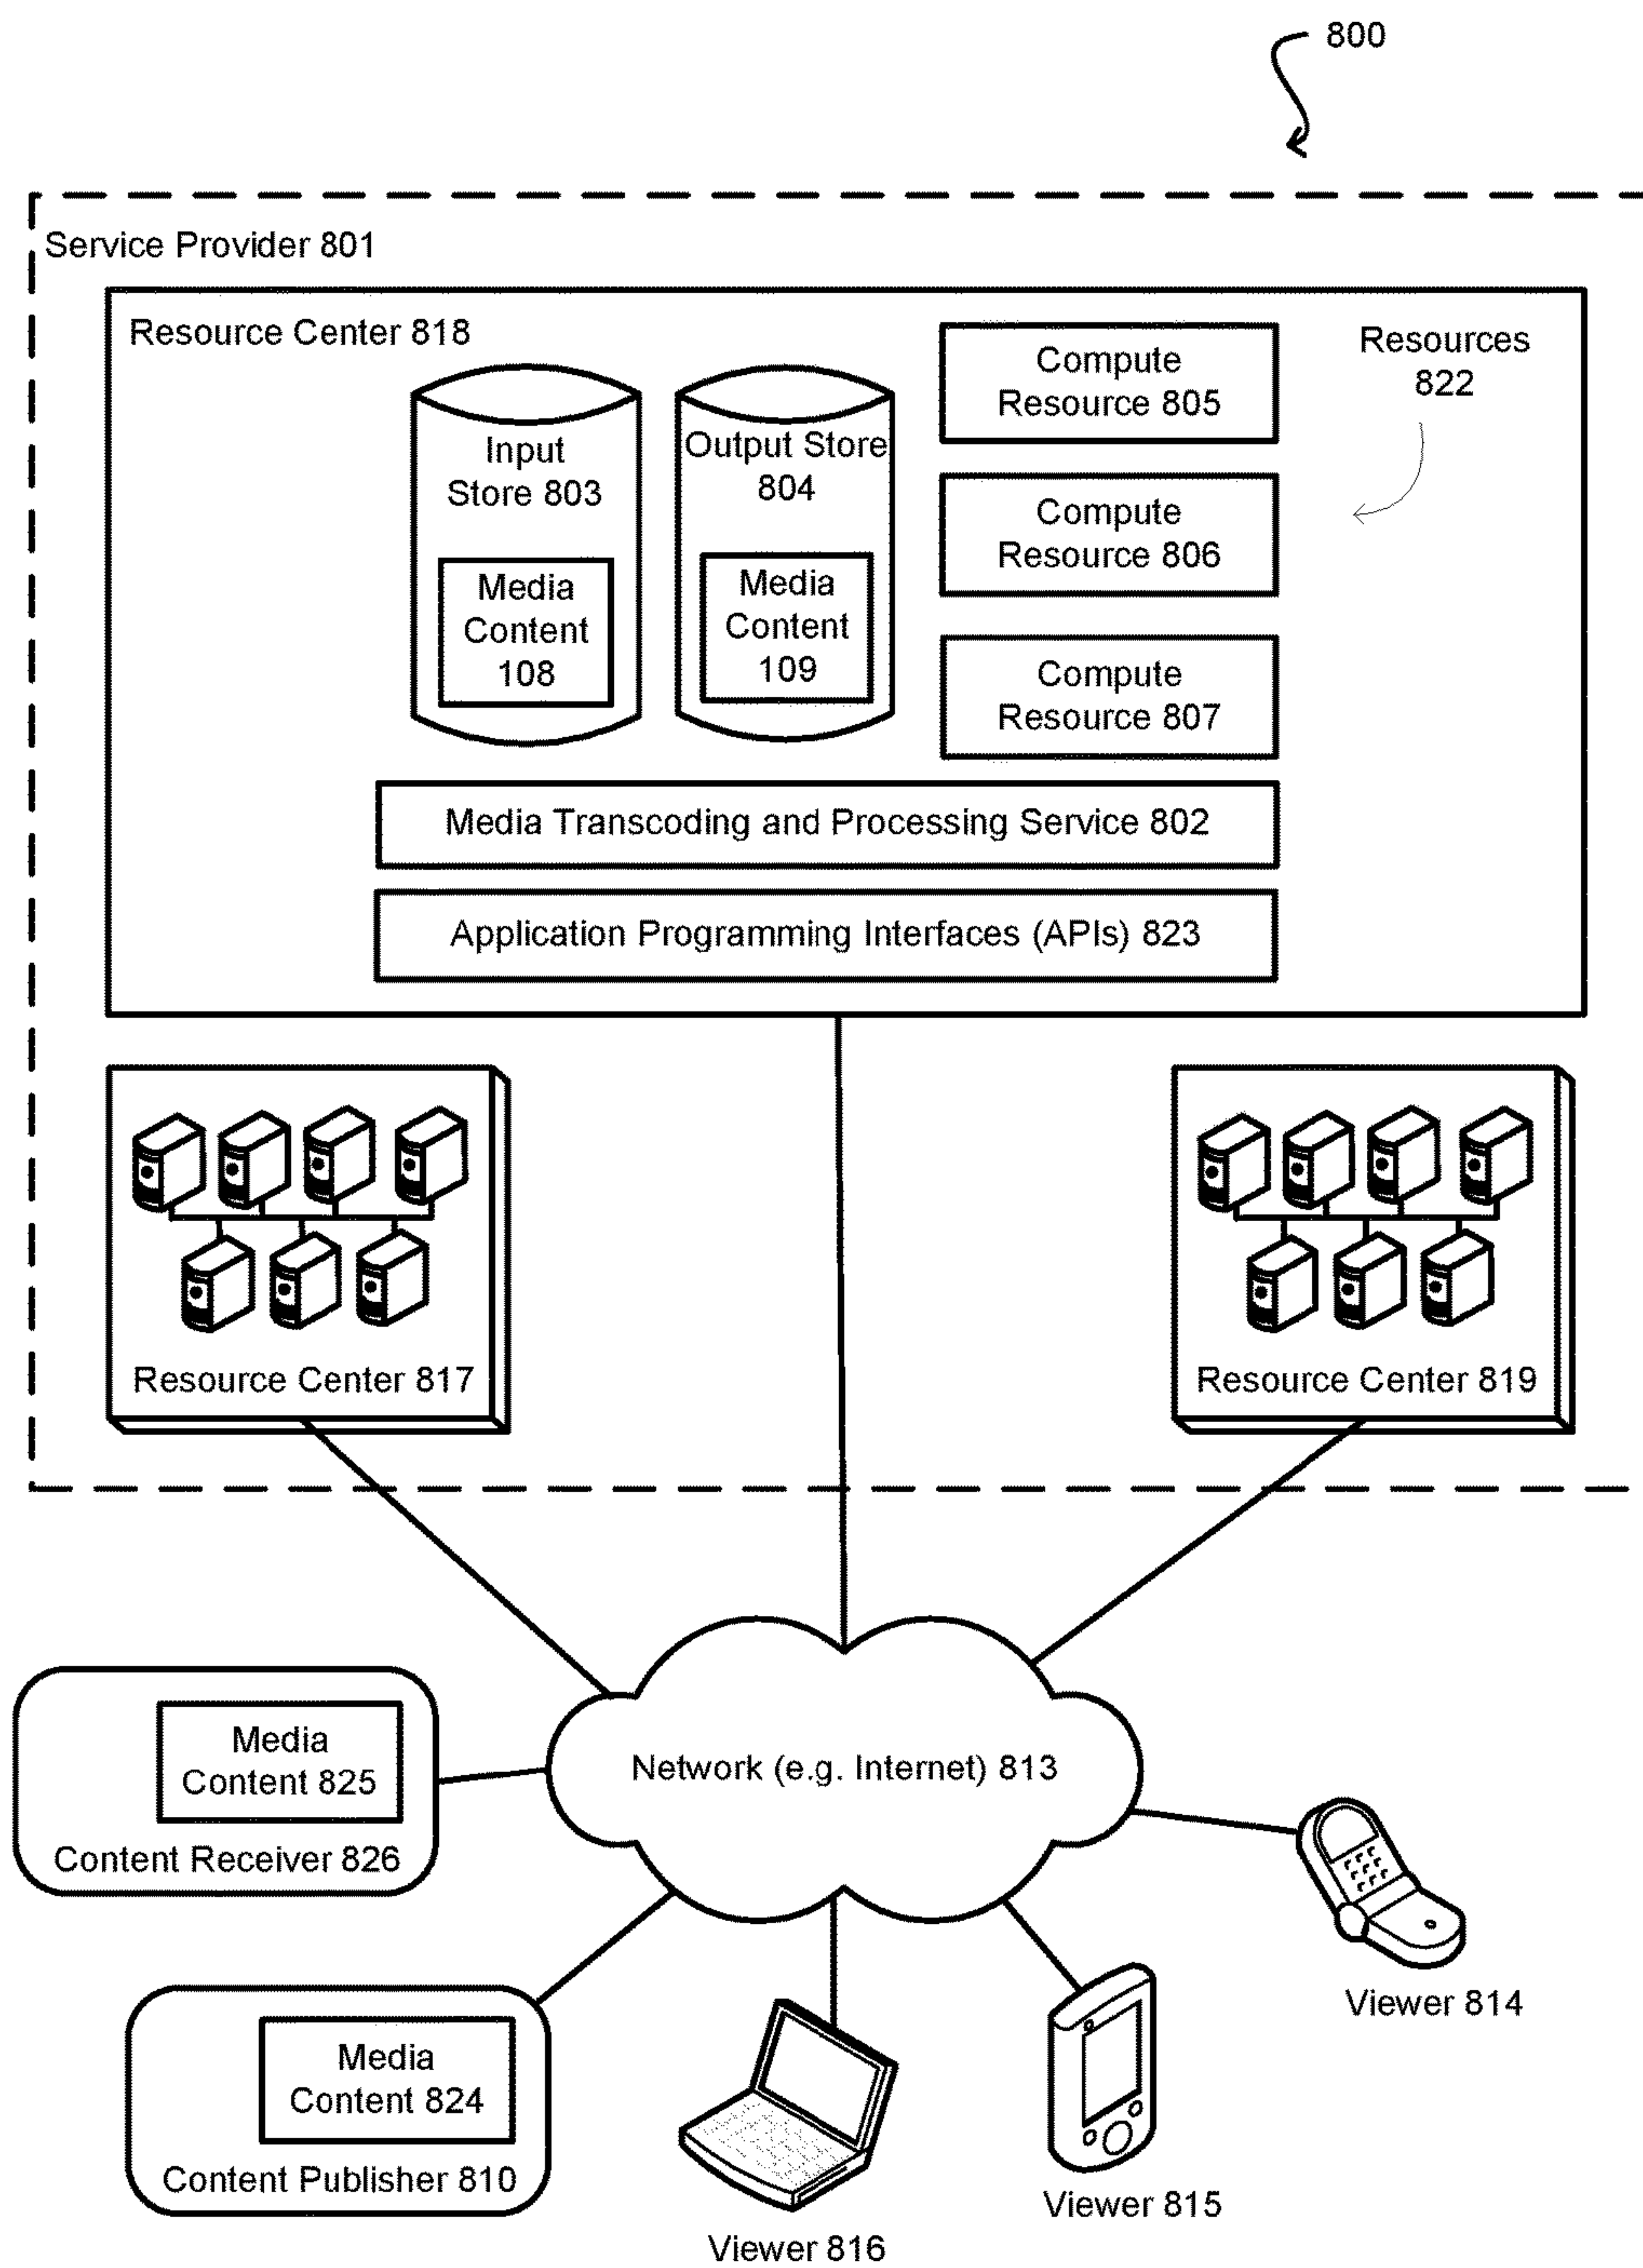 800
Service Provider 801
Resource Center 818
Input
Store 803
Media
Content
108
Output Store
804
Media
Content
109
Compute
Resource 805
Compute
Resource 806
Compute
Resource 807
Resources
822
Media Transcoding and Processing Service 802
Application Programming Interfaces (APIs) 823
Resource Center 817
Resource Center 819
Network (e.g. Internet) 813
Media
Content 825
Content Receiver 826
Media
Content 824
Content Publisher 810
Viewer 816
Viewer 815
Viewer 814